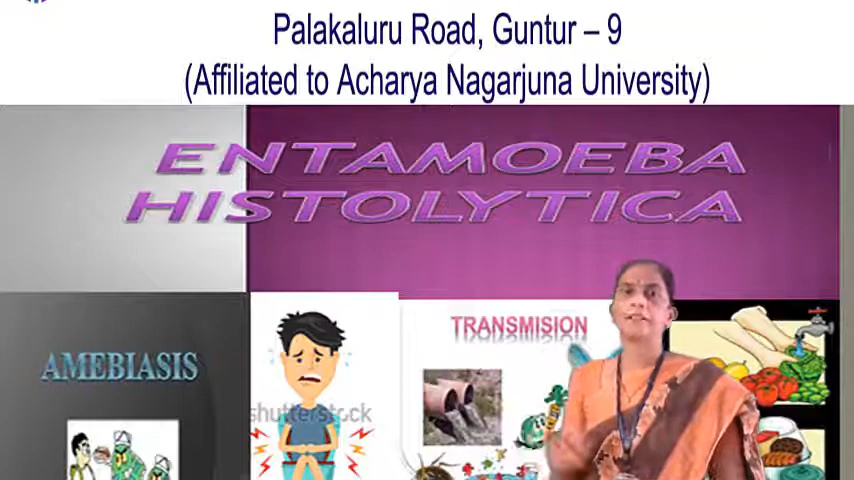 Palakaluru Road, Guntur – 9
(Affiliated to Acharya Nagarjuna University)
ENTAMOEBA
HISTOLYTICA
TRANSMISION
AMEBIASIS
shutterstock